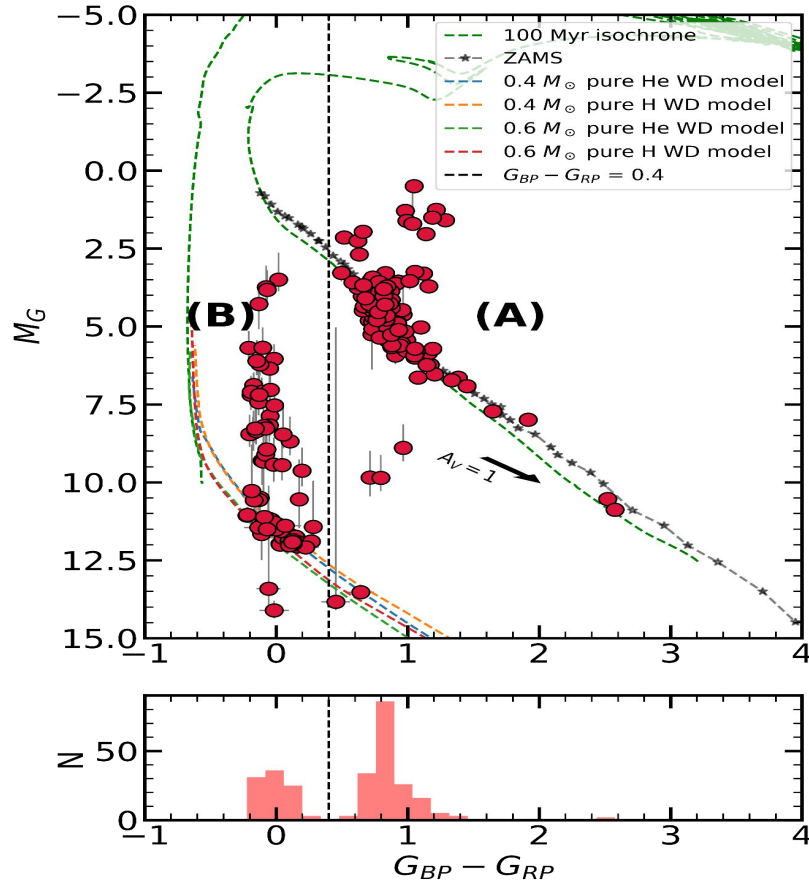 −5.0
−2.5
0.0
2.5
5.0
7.5
10.0
12.5
15.0
M_G
100 Myr isochrone
ZAMS
0.4 M⊙ pure He WD model
0.4 M⊙ pure H WD model
0.6 M⊙ pure He WD model
0.6 M⊙ pure H WD model
G_BP − G_RP = 0.4
(B)
(A)
A_V = 1
−1 0 1 2 3 4
50
0
N
−1 0 1 2 3 4
G_BP − G_RP